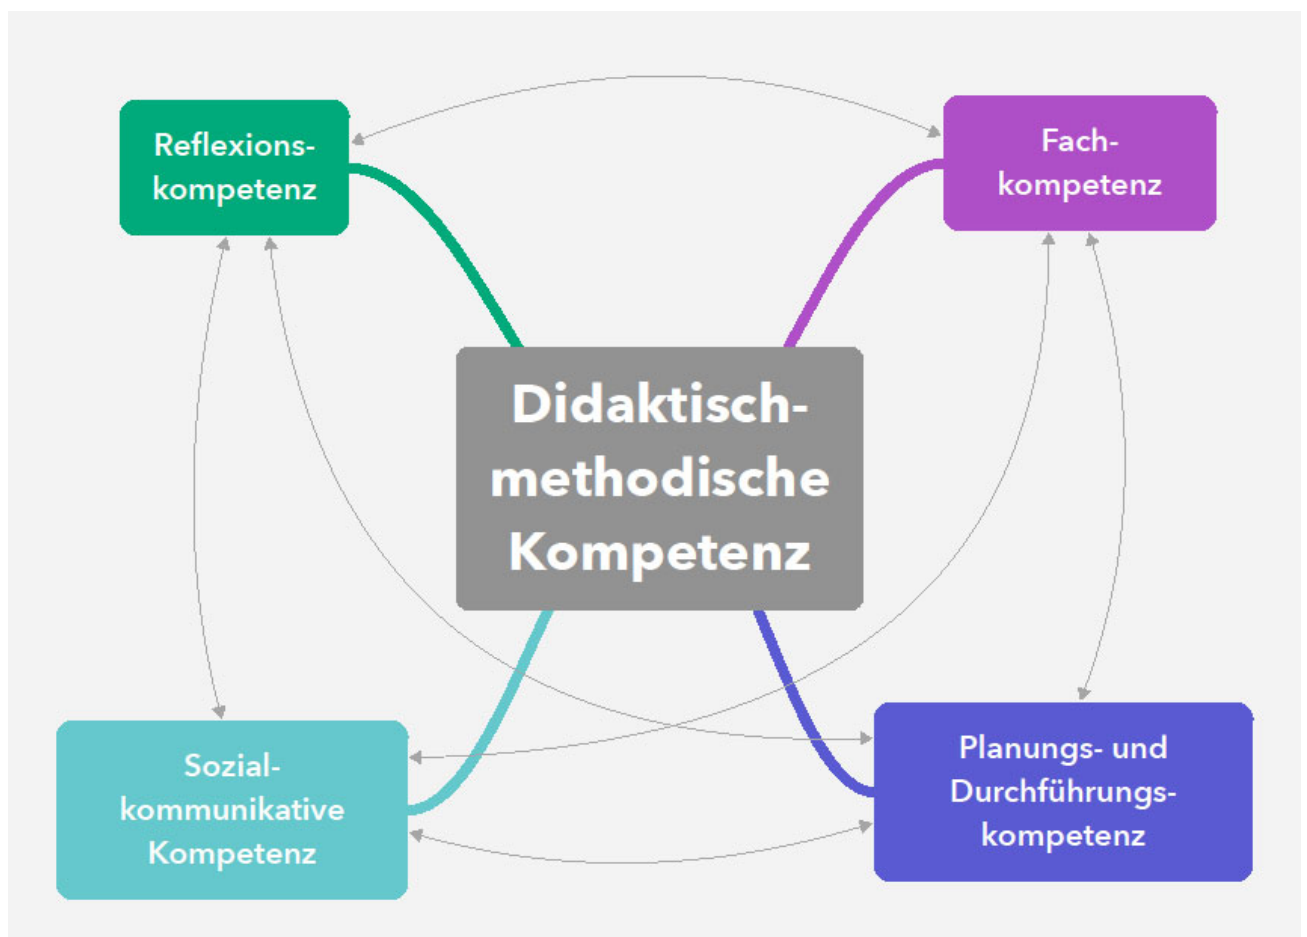 Reflexions-
kompetenz
Fach-
kompetenz
Didaktisch-
methodische
Kompetenz
Sozial-
kommunikative
Kompetenz
Planungs- und
Durchführungs-
kompetenz